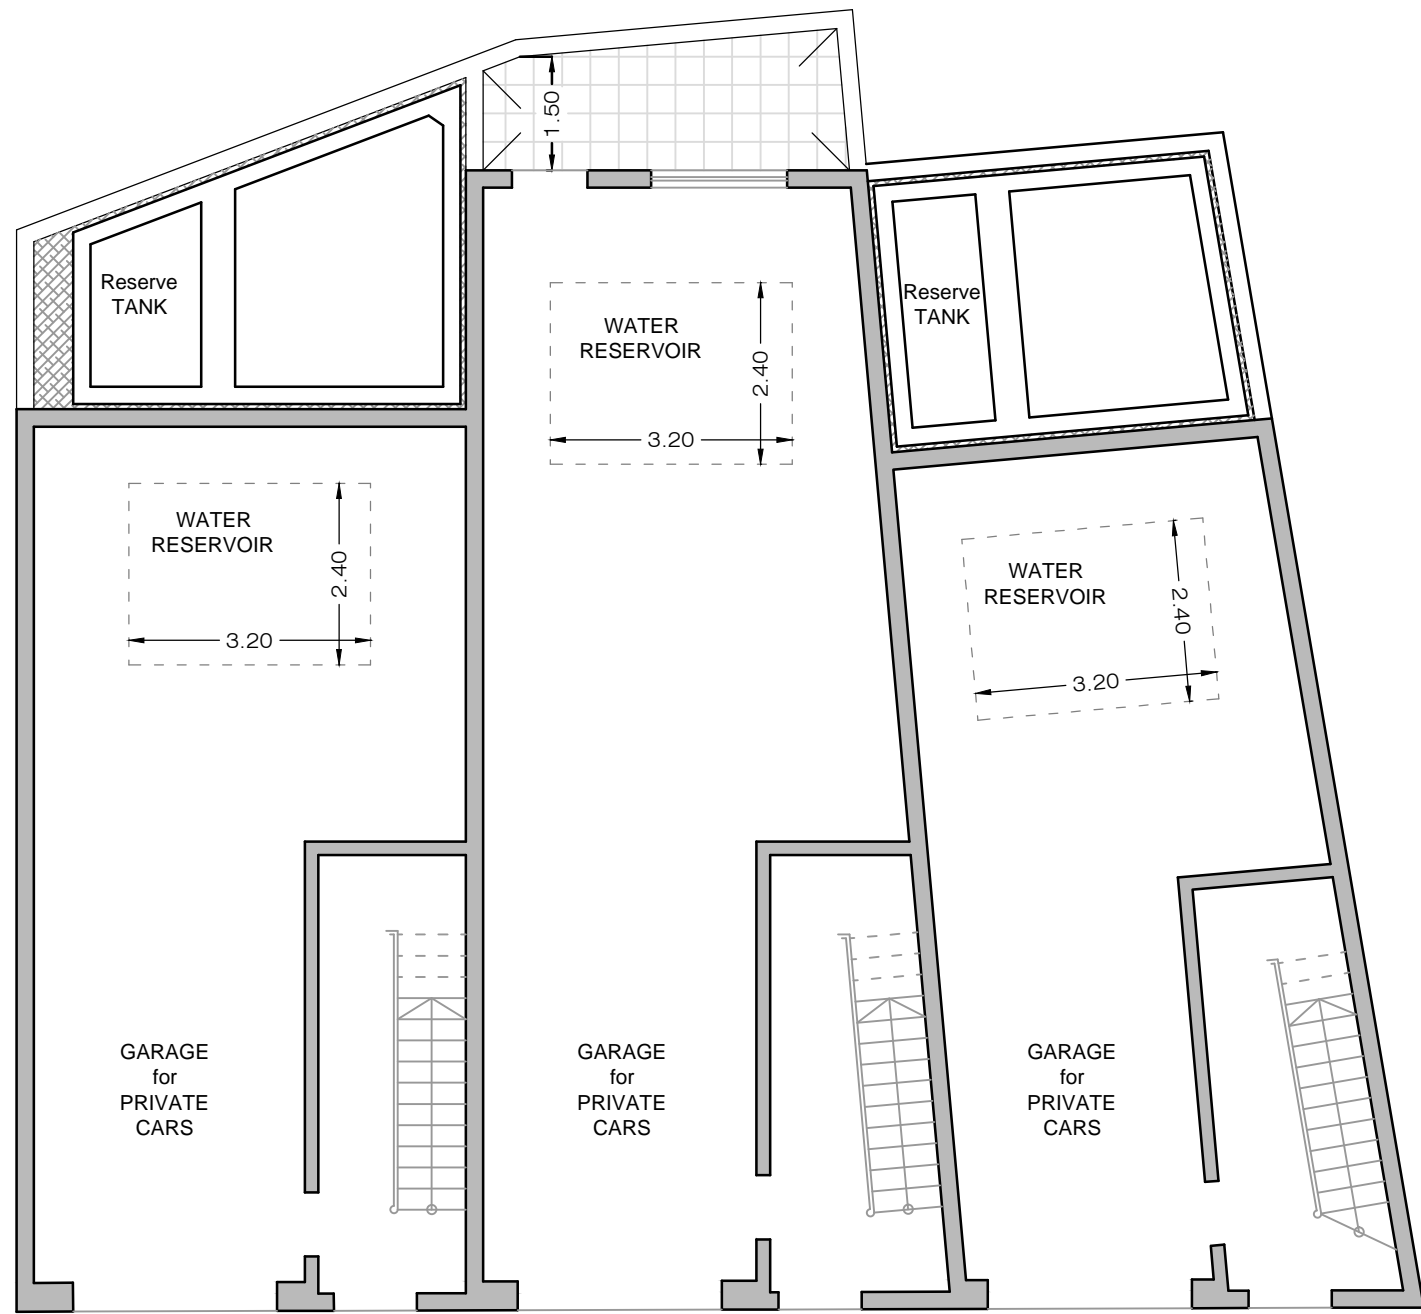 1.50
Reserve
TANK
WATER
RESERVOIR
2.40
3.20
Reserve
TANK
WATER
RESERVOIR
2.40
3.20
WATER
RESERVOIR
2.40
3.20
GARAGE
for
PRIVATE
CARS
GARAGE
for
PRIVATE
CARS
GARAGE
for
PRIVATE
CARS